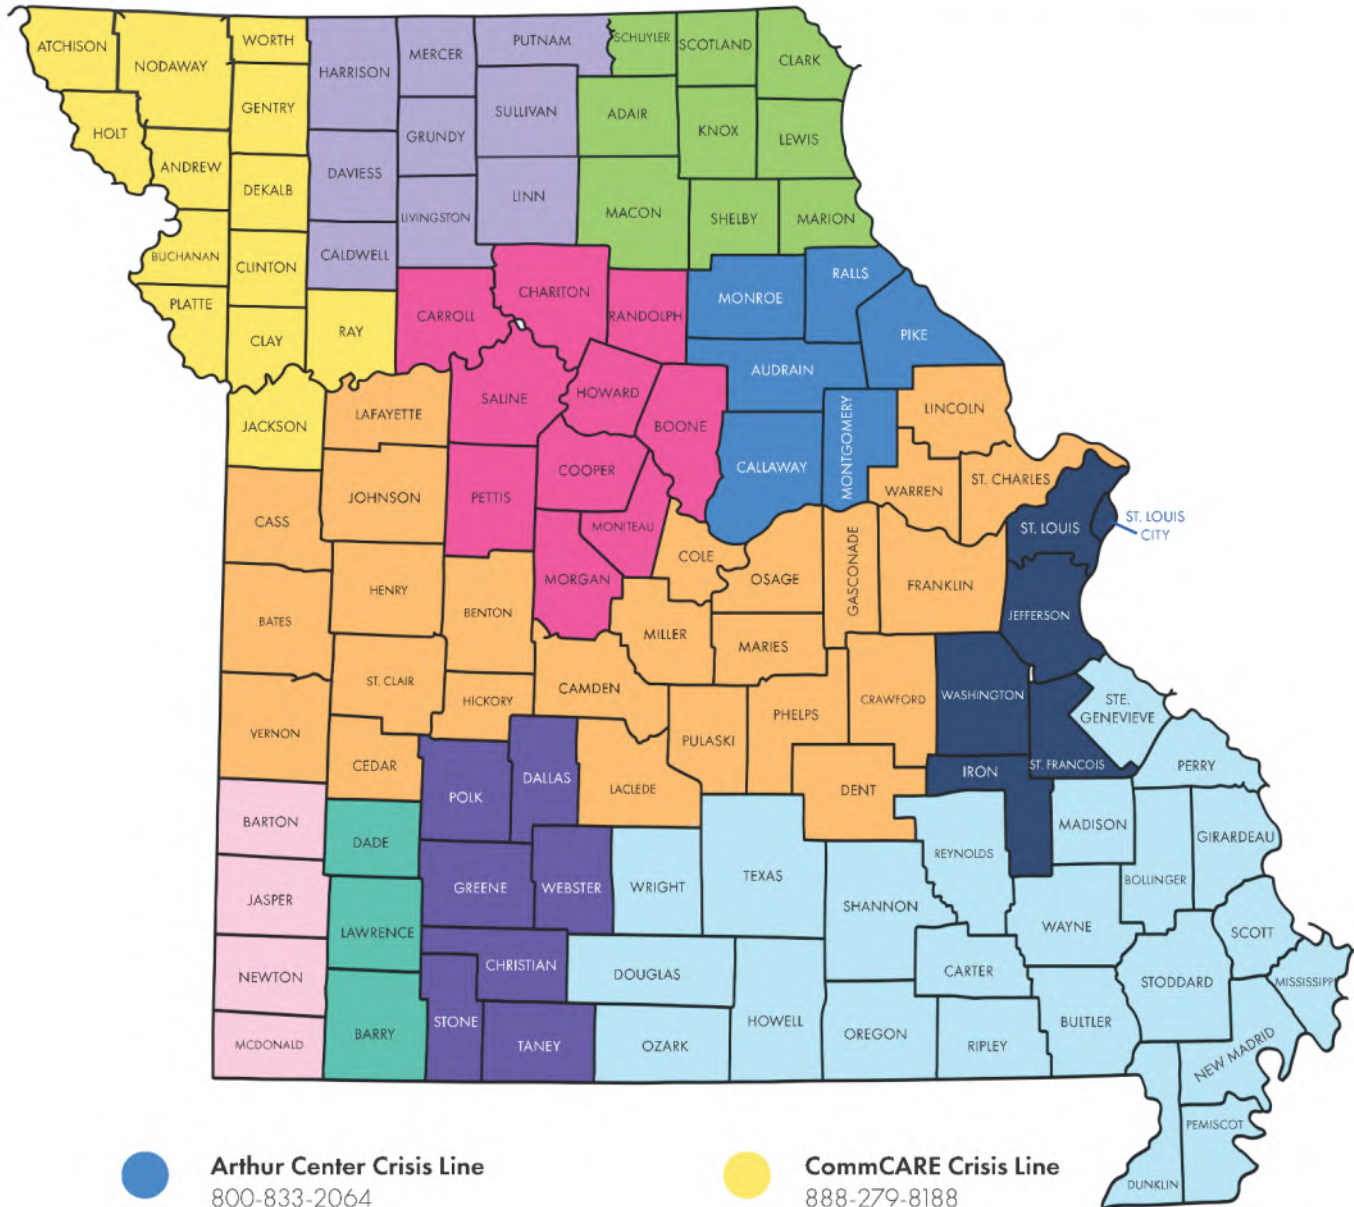 ATCHISON
NODAWAY
WORTH
HARRISON
MERCER
PUTNAM
SCHUYLER
SCOTLAND
CLARK
GENTRY
SULLIVAN
ADAIR
KNOX
LEWIS
HOLT
GRUNDY
ANDREW
DEKALB
DAVIESS
LINN
LIVINGSTON
MACON
SHELBY
MARION
BUCHANAN
CLINTON
CALDWELL
PLATTE
CARROLL
CHARITON
RANDOLPH
MONROE
RALLS
CLAY
RAY
PIKE
AUDRAIN
JACKSON
LAFAYETTE
SALINE
HOWARD
BOONE
LINCOLN
MONTGOMERY
JOHNSON
PETTIS
COOPER
CALLAWAY
WARREN
ST. CHARLES
CASS
MONITEAU
ST. LOUIS
ST. LOUIS
CITY
COLE
OSAGE
GASCONADE
FRANKLIN
HENRY
MORGAN
BATES
BENTON
MILLER
MARIES
JEFFERSON
ST. CLAIR
HICKORY
CAMDEN
CRAWFORD
WASHINGTON
STE.
GENEVIEVE
VERNON
PULASKI
PHELPS
CEDAR
POLK
DALLAS
LACLEDE
DENT
IRON
ST. FRANCOIS
PERRY
BARTON
DADE
MADISON
GIRARDEAU
REYNOLDS
JASPER
GREENE
WEBSTER
WRIGHT
TEXAS
SHANNON
BOLLINGER
LAWRENCE
WAYNE
SCOTT
NEWTON
CHRISTIAN
DOUGLAS
CARTER
STODDARD
MISSISSIPPI
MCDONALD
BARRY
STONE
TANEY
OZARK
HOWELL
OREGON
RIPLEY
BULTLER
NEW MADRID
PEMISCOT
DUNKLIN
Arthur Center Crisis Line
800-833-2064
CommCARE Crisis Line
888-279-8188